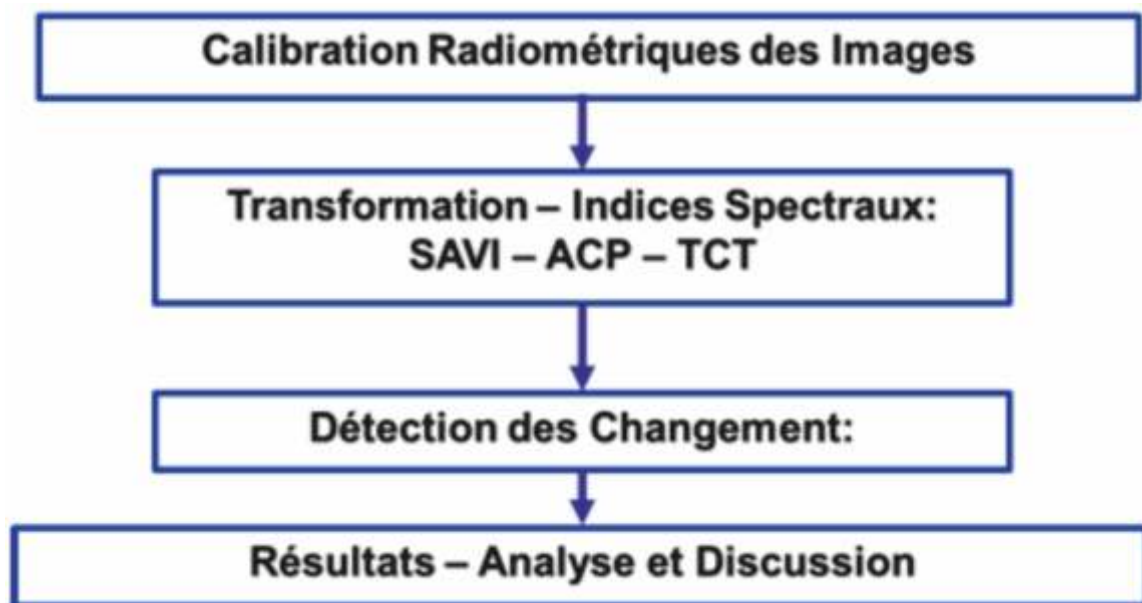 Calibration Radiométriques des Images
Transformation – Indices Spectraux:
SAVI – ACP – TCT
Détection des Changement:
Résultats – Analyse et Discussion